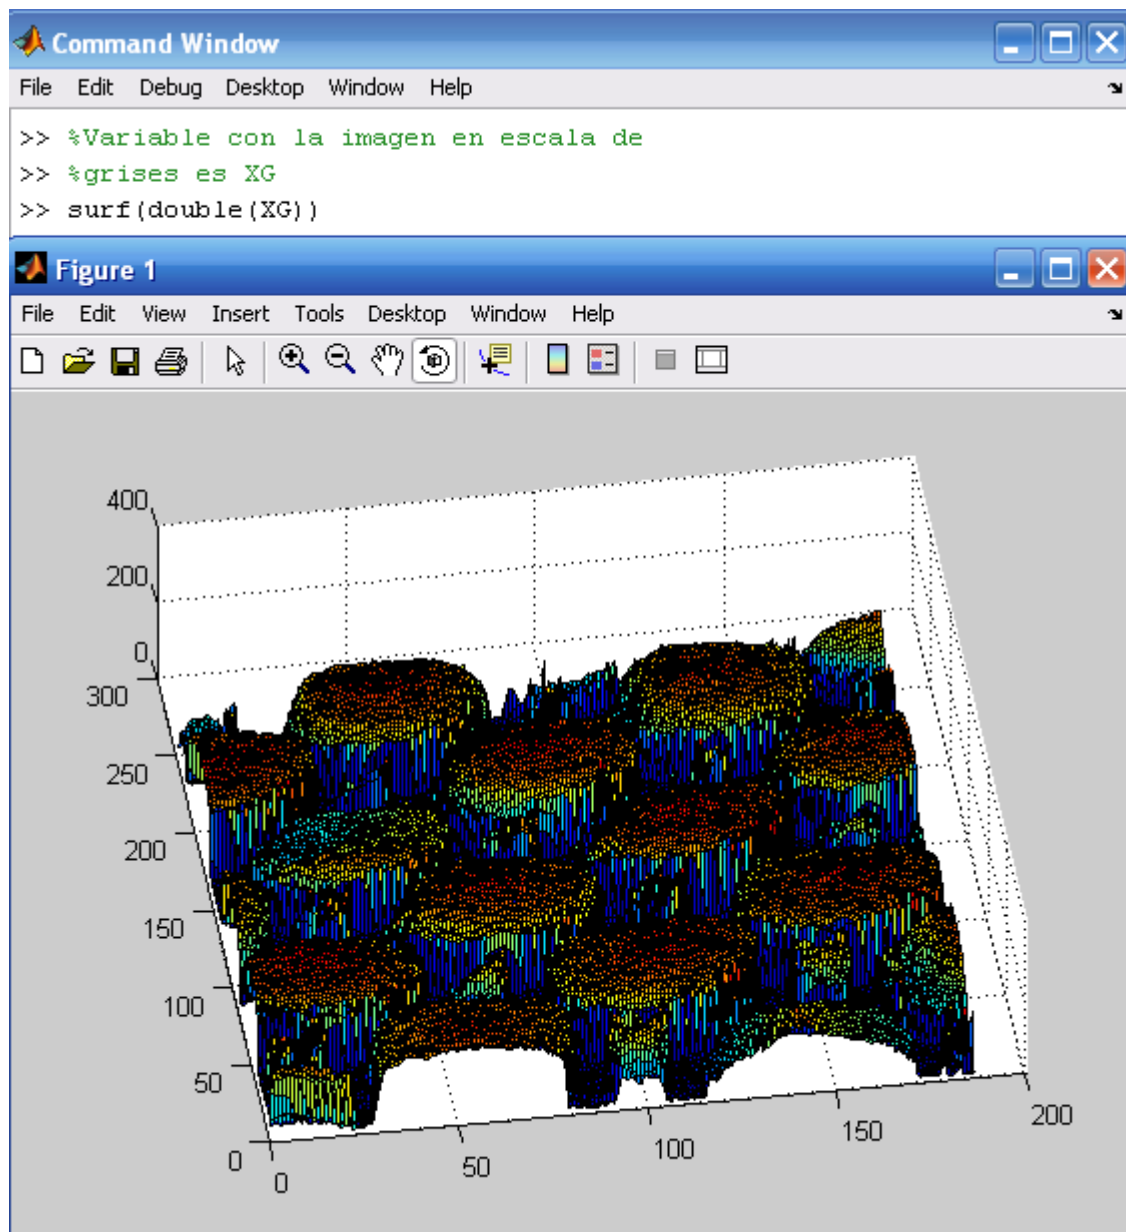 Command Window
File Edit Debug Desktop Window Help
>> %Variable con la imagen en escala de
>> %grises es XG
>> surf(double(XG))
Figure 1
File Edit View Insert Tools Desktop Window Help
400
200
0
300
250
200
150
100
50
0
0
50
100
150
200